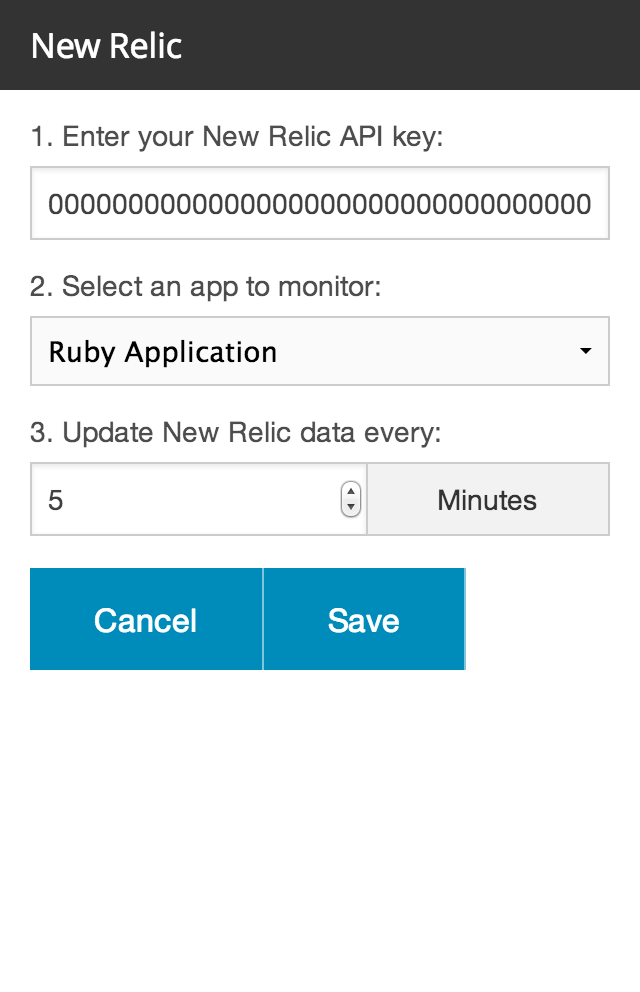 New Relic
1. Enter your New Relic API key:
0000000000000000000000000000000000
2. Select an app to monitor:
Ruby Application
3. Update New Relic data every:
5 Minutes
Cancel Save